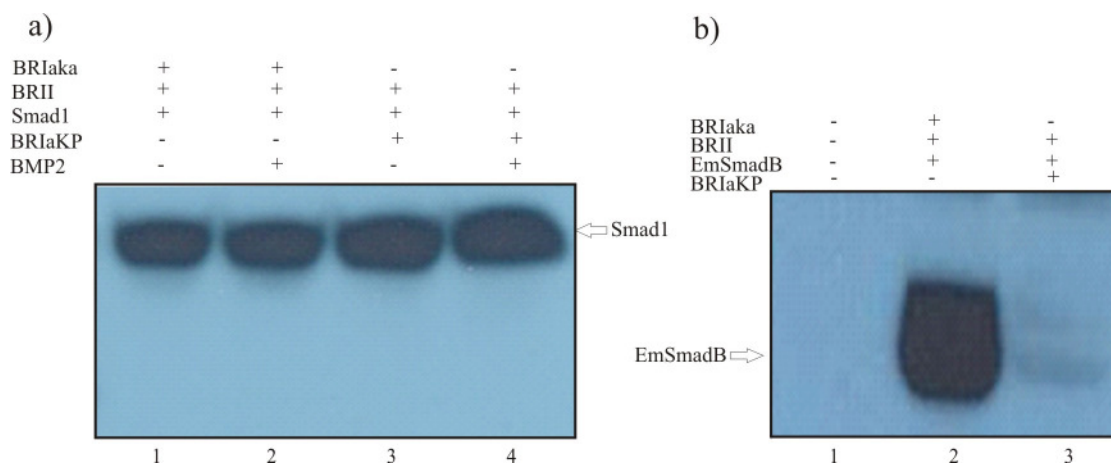 a)
BRIaka + + - -
BRII + + + +
Smad1 + + + +
BRIaKP - - + +
BMP2 - + - +
Smad1
1 2 3 4
b)
BRIaka - + -
BRII - + +
EmSmadB - + +
BRIaKP - - +
EmSmadB
1 2 3